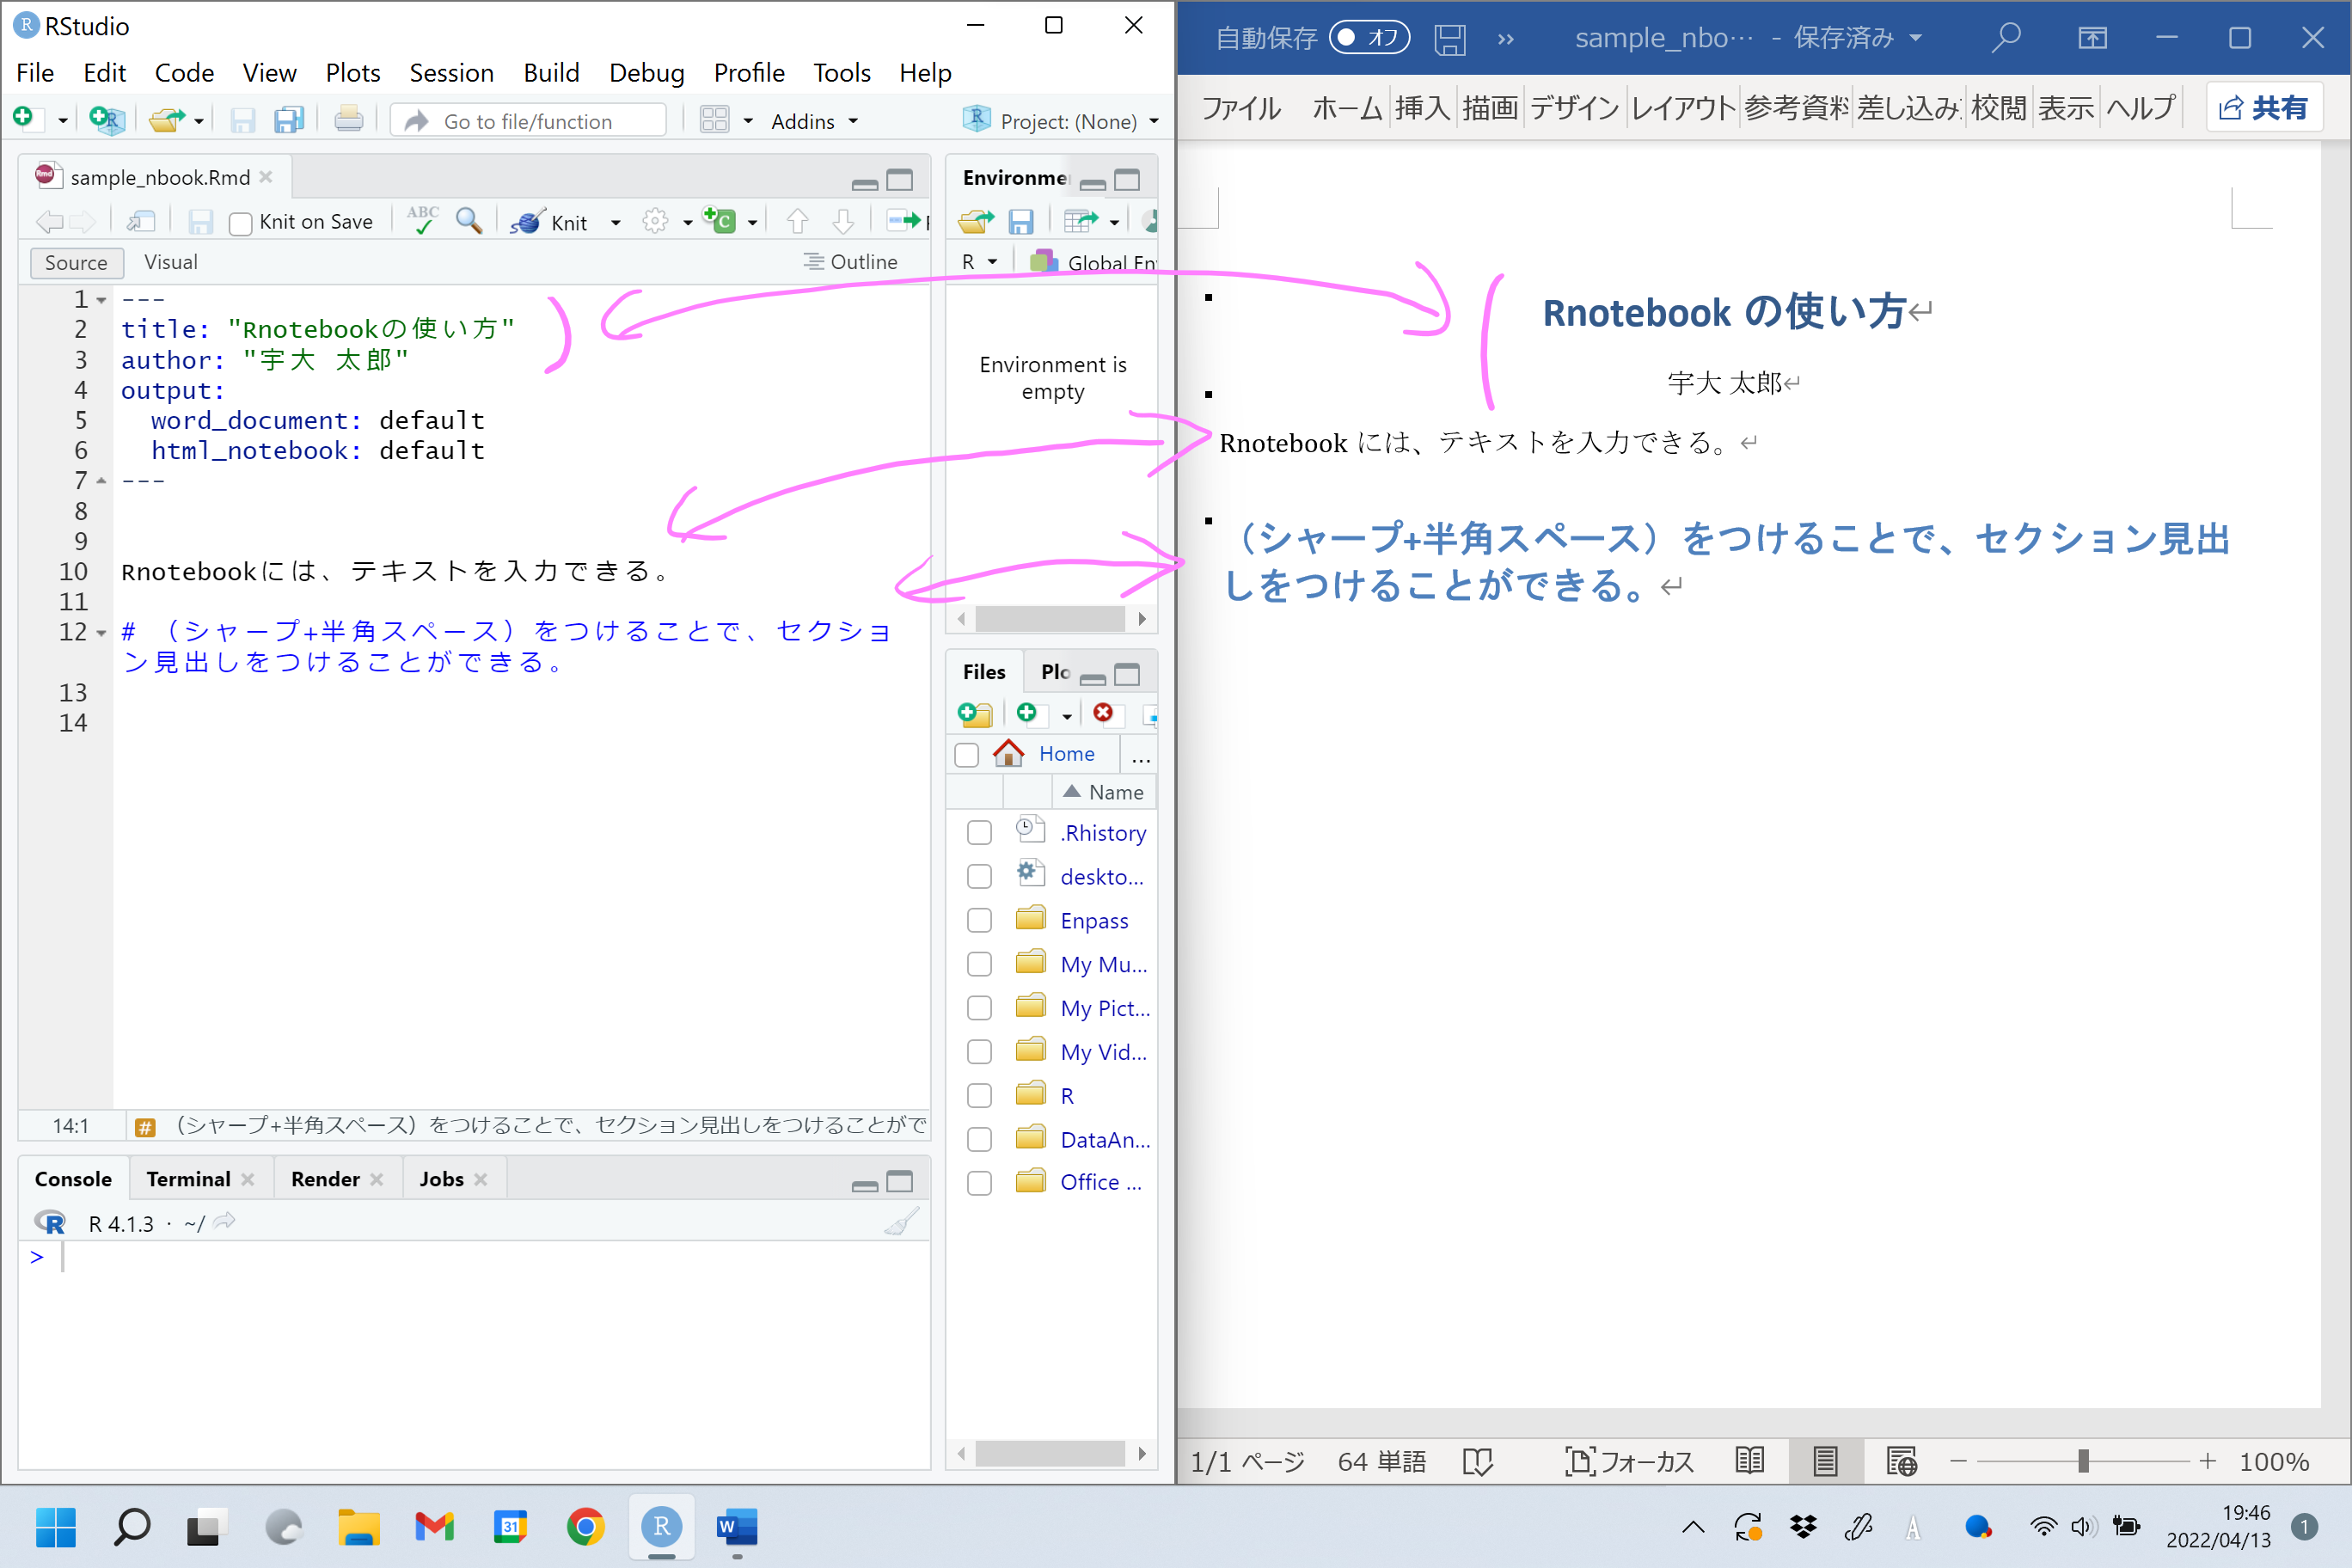 RStudio
File Edit Code View Plots Session Build Debug Profile Tools Help
Go to file/function
Addins
Project: (None)
sample_nbook.Rmd
Knit on Save
ABC
Knit
Source
Visual
Outline
1 ---
2 title: "Rnotebookの使い方"
3 author: "宇大 太郎"
4 output:
5 word_document: default
6 html_notebook: default
7 ---
8
9
10 Rnotebookには、テキストを入力できる。
11
12 # （シャープ+半角スペース）をつけることで、セクショ
ン見出しをつけることができる。
13
14
14:1 # （シャープ+半角スペース）をつけることで、セクション見出しをつけることがで
Console Terminal Render Jobs
R 4.1.3 · ~/
>
Environme
R Global En
Environment is
empty
Files Plo
Home ...
Name
.Rhistory
deskto...
Enpass
My Mu...
My Pict...
My Vid...
R
DataAn...
Office ...
自動保存 オフ
sample_nbo… - 保存済み
ファイル ホーム 挿入 描画 デザイン レイアウト 参考資料 差し込み 校閲 表示 ヘルプ 共有
Rnotebook の使い方↵
宇大 太郎↵
Rnotebook には、テキストを入力できる。↵
（シャープ+半角スペース）をつけることで、セクション見出
しをつけることができる。↵
1/1 ページ 64 単語 フォーカス 100%
31
19:46
2022/04/13
1